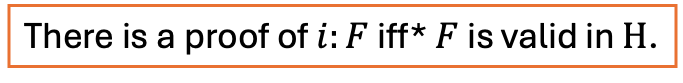 There is a proof of i: F iff* F is valid in H.